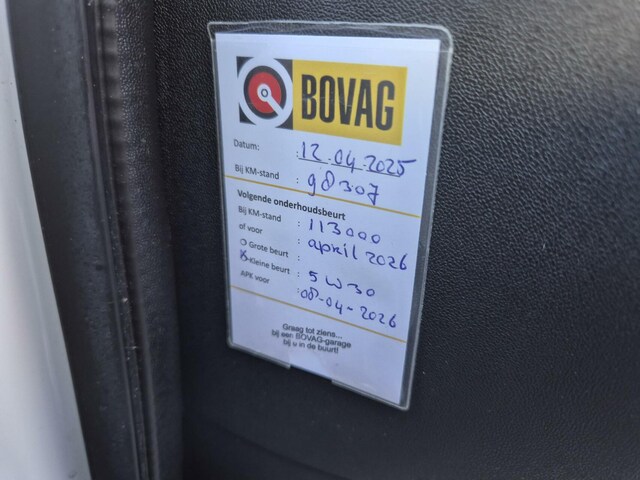 BOVAG
Datum: : 12.04.2025
Bij KM-stand : 98307
Volgende onderhoudsbeurt
Bij KM-stand : 113000
of voor : april 2026
O Grote beurt :
X Kleine beurt : 5W30
APK voor : 08-04-2026
Graag tot ziens...
bij een BOVAG-garage
bij u in de buurt!